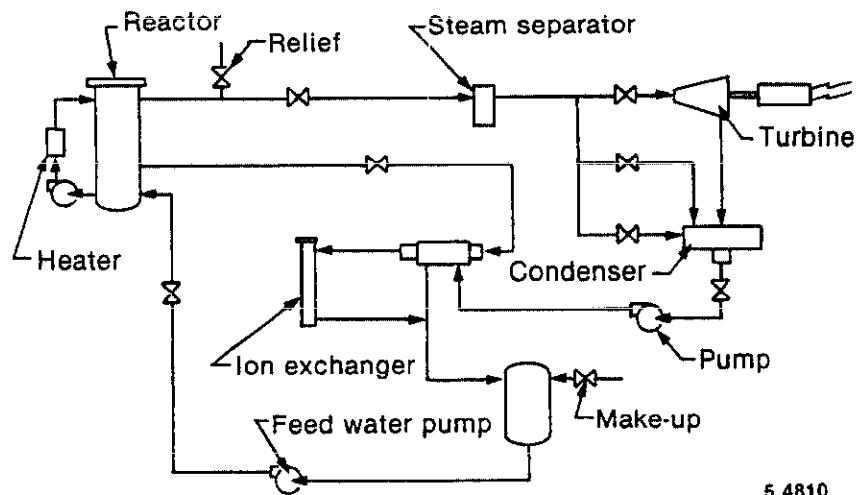 Reactor
Relief
Steam separator
Turbine
Heater
Condenser
Ion exchanger
Pump
Make-up
Feed water pump
5 4810